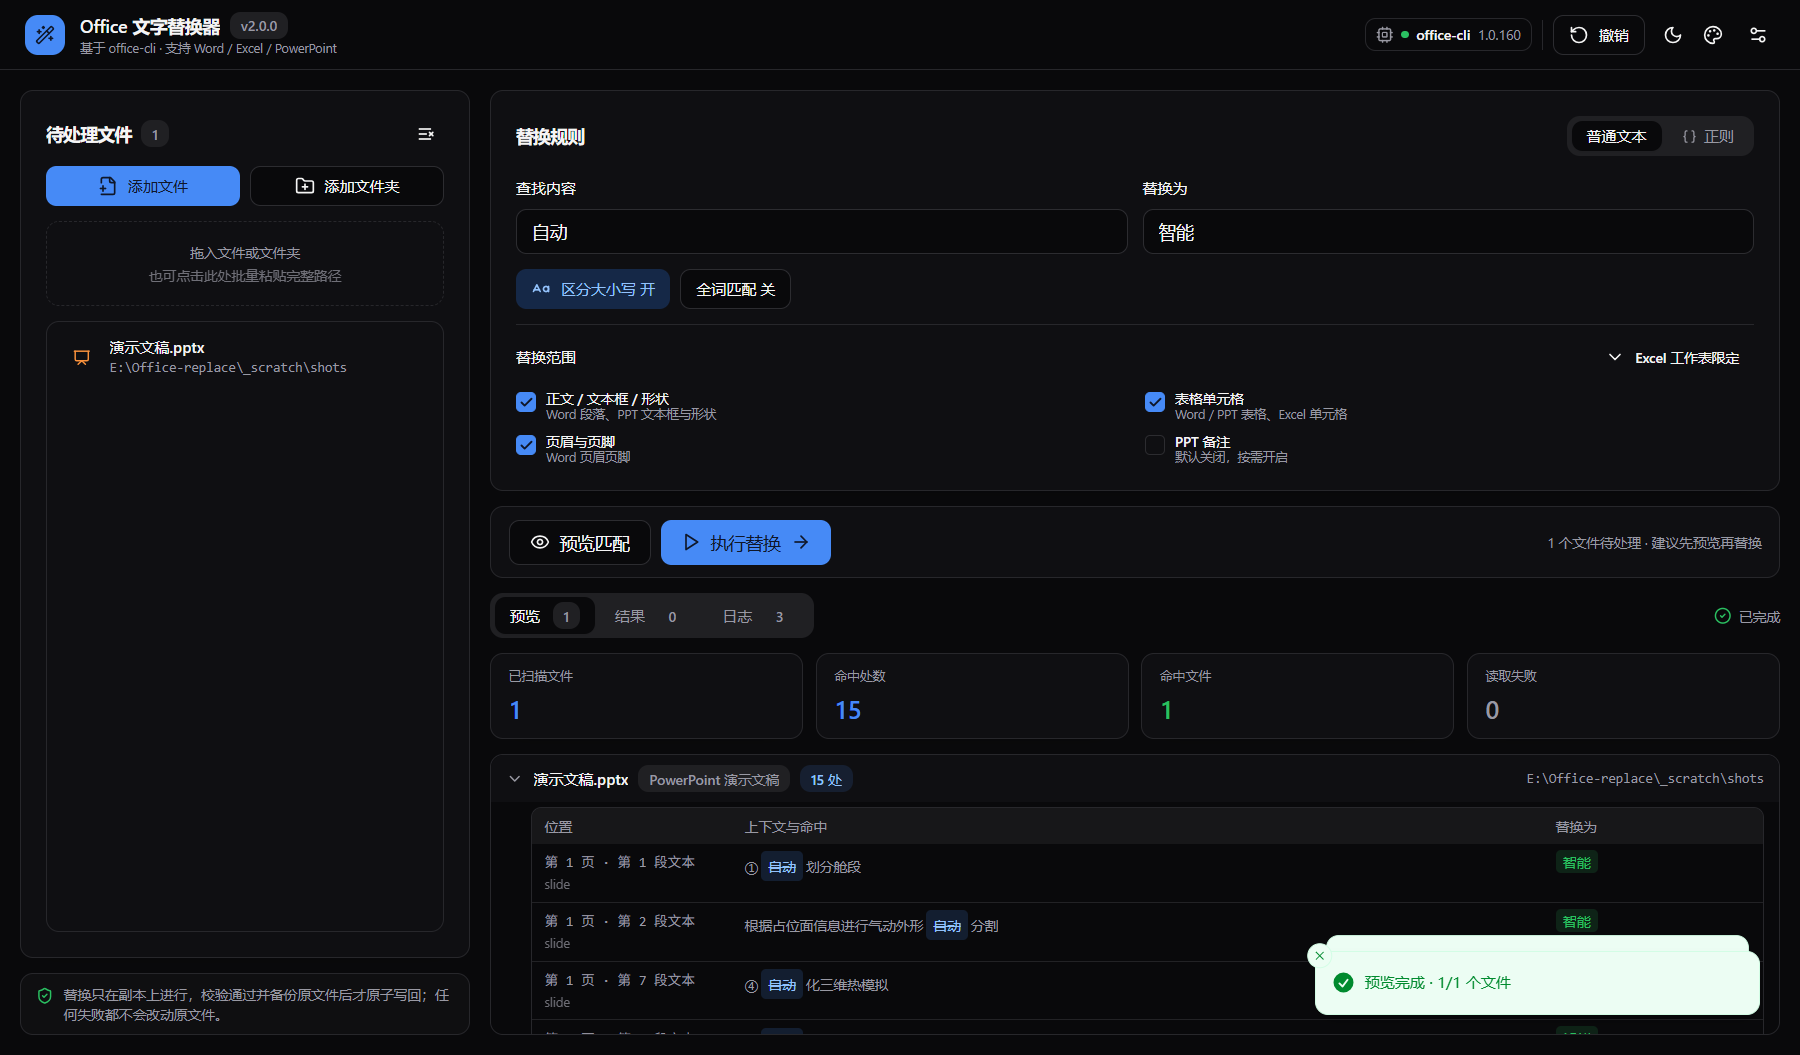 Office 文字替换器 v2.0.0
基于 office-cli · 支持 Word / Excel / PowerPoint
office-cli 1.0.160
撤销
待处理文件 1
添加文件
添加文件夹
拖入文件或文件夹
也可点击此处批量粘贴完整路径
演示文稿.pptx
E:\Office-replace\_scratch\shots
替换只在副本上进行，校验通过并备份原文件后才原子写回；任
何失败都不会改动原文件。
替换规则
普通文本
{} 正则
查找内容
替换为
自动
智能
Aa 区分大小写 开
全词匹配 关
替换范围
Excel 工作表限定
正文 / 文本框 / 形状
Word 段落、PPT 文本框与形状
表格单元格
Word / PPT 表格、Excel 单元格
页眉与页脚
Word 页眉页脚
PPT 备注
默认关闭，按需开启
预览匹配
执行替换
1 个文件待处理 · 建议先预览再替换
预览 1
结果 0
日志 3
已完成
已扫描文件
1
命中处数
15
命中文件
1
读取失败
0
演示文稿.pptx PowerPoint 演示文稿 15 处
E:\Office-replace\_scratch\shots
位置 上下文与命中 替换为
第 1 页 · 第 1 段文本
slide
① 自动 划分舱段
智能
第 1 页 · 第 2 段文本
slide
根据占位面信息进行气动外形 自动 分割
智能
第 1 页 · 第 7 段文本
slide
④ 自动 化三维热模拟
预览完成 · 1/1 个文件